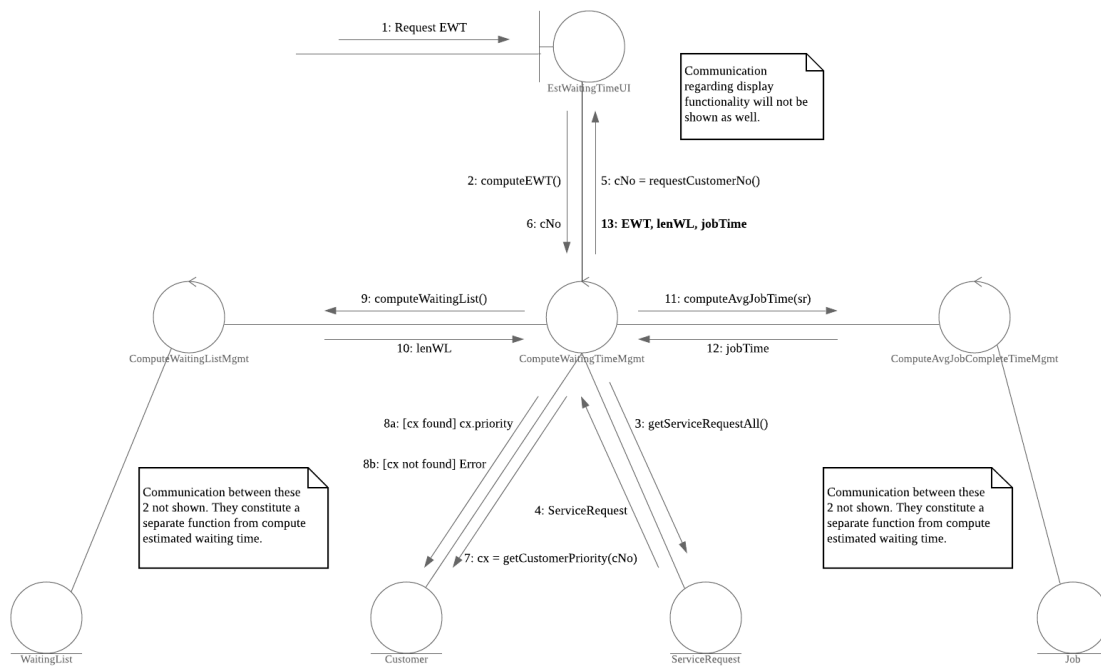 1: Request EWT
EstWaitingTimeUI
Communication
regarding display
functionality will not be
shown as well.
2: computeEWT()
5: cNo = requestCustomerNo()
6: cNo
13: EWT, lenWL, jobTime
9: computeWaitingList()
11: computeAvgJobTime(sr)
10: lenWL
12: jobTime
ComputeWaitingListMgmt
ComputeWaitingTimeMgmt
ComputeAvgJobCompleteTimeMgmt
8a: [cx found] cx.priority
3: getServiceRequestAll()
8b: [cx not found] Error
Communication between these
2 not shown. They constitute a
separate function from compute
estimated waiting time.
4: ServiceRequest
Communication between these
2 not shown. They constitute a
separate function from compute
estimated waiting time.
7: cx = getCustomerPriority(cNo)
WaitingList
Customer
ServiceRequest
Job